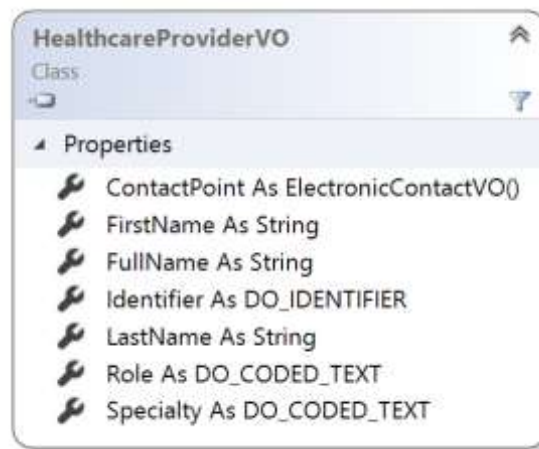 HealthcareProviderVO
Class
Properties
ContactPoint As ElectronicContactVO()
FirstName As String
FullName As String
Identifier As DO_IDENTIFIER
LastName As String
Role As DO_CODED_TEXT
Specialty As DO_CODED_TEXT